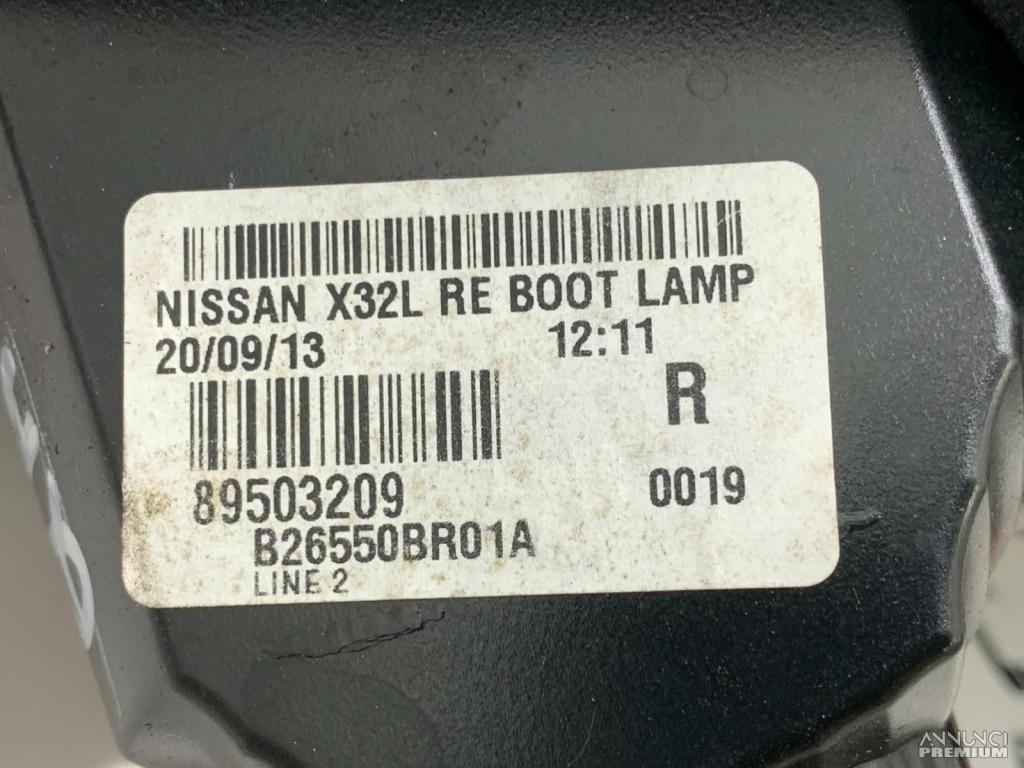 NISSAN X32L RE BOOT LAMP
20/09/13 12:11
R
89503209 0019
B26550BR01A
LINE 2
ANNUNCI
PREMIUM